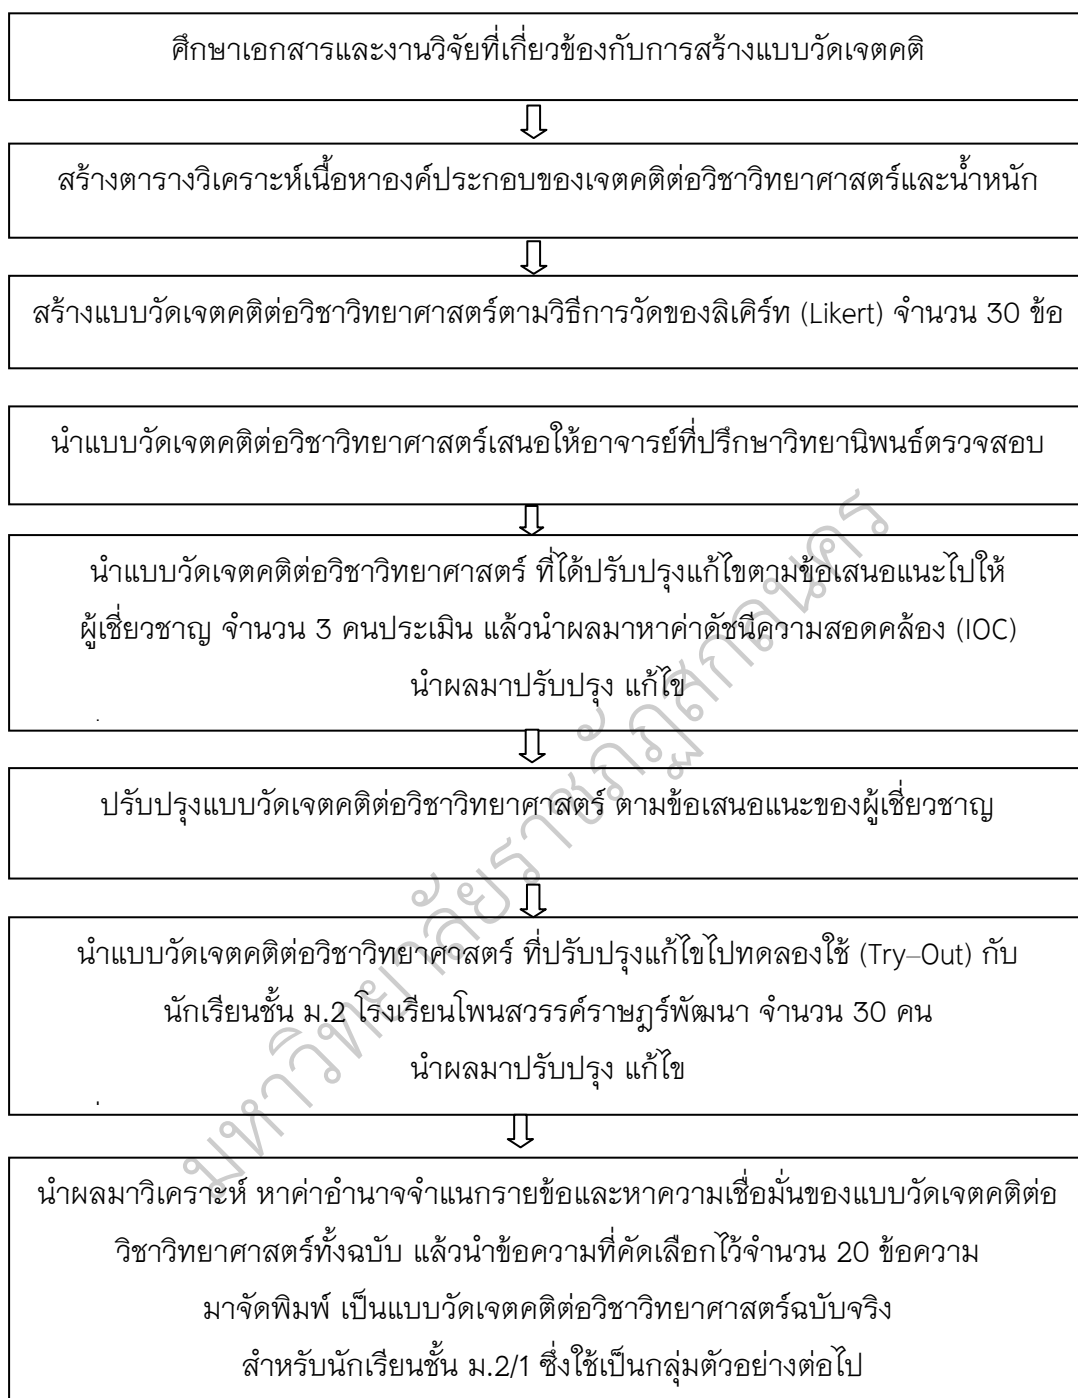 ศึกษาเอกสารและงานวิจัยที่เกี่ยวข้องกับการสร้างแบบวัดเจตคติ
สร้างตารางวิเคราะห์เนื้อหาองค์ประกอบของเจตคติต่อวิชาวิทยาศาสตร์และน้ำหนัก
สร้างแบบวัดเจตคติต่อวิชาวิทยาศาสตร์ตามวิธีการวัดของลิเคิร์ท (Likert) จำนวน 30 ข้อ
นำแบบวัดเจตคติต่อวิชาวิทยาศาสตร์เสนอให้อาจารย์ที่ปรึกษาวิทยานิพนธ์ตรวจสอบ
นำแบบวัดเจตคติต่อวิชาวิทยาศาสตร์ ที่ได้ปรับปรุงแก้ไขตามข้อเสนอแนะไปให้
ผู้เชี่ยวชาญ จำนวน 3 คนประเมิน แล้วนำผลมาหาค่าดัชนีความสอดคล้อง (IOC)
นำผลมาปรับปรุง แก้ไข
ปรับปรุงแบบวัดเจตคติต่อวิชาวิทยาศาสตร์ ตามข้อเสนอแนะของผู้เชี่ยวชาญ
นำแบบวัดเจตคติต่อวิชาวิทยาศาสตร์ ที่ปรับปรุงแก้ไขไปทดลองใช้ (Try–Out) กับ
นักเรียนชั้น ม.2 โรงเรียนโพนสวรรค์ราษฎร์พัฒนา จำนวน 30 คน
นำผลมาปรับปรุง แก้ไข
นำผลมาวิเคราะห์ หาค่าอำนาจจำแนกรายข้อและหาความเชื่อมั่นของแบบวัดเจตคติต่อ
วิชาวิทยาศาสตร์ทั้งฉบับ แล้วนำข้อความที่คัดเลือกไว้จำนวน 20 ข้อความ
มาจัดพิมพ์ เป็นแบบวัดเจตคติต่อวิชาวิทยาศาสตร์ฉบับจริง
สำหรับนักเรียนชั้น ม.2/1 ซึ่งใช้เป็นกลุ่มตัวอย่างต่อไป
มหาวิทยาลัยราชภัฏสกลนคร